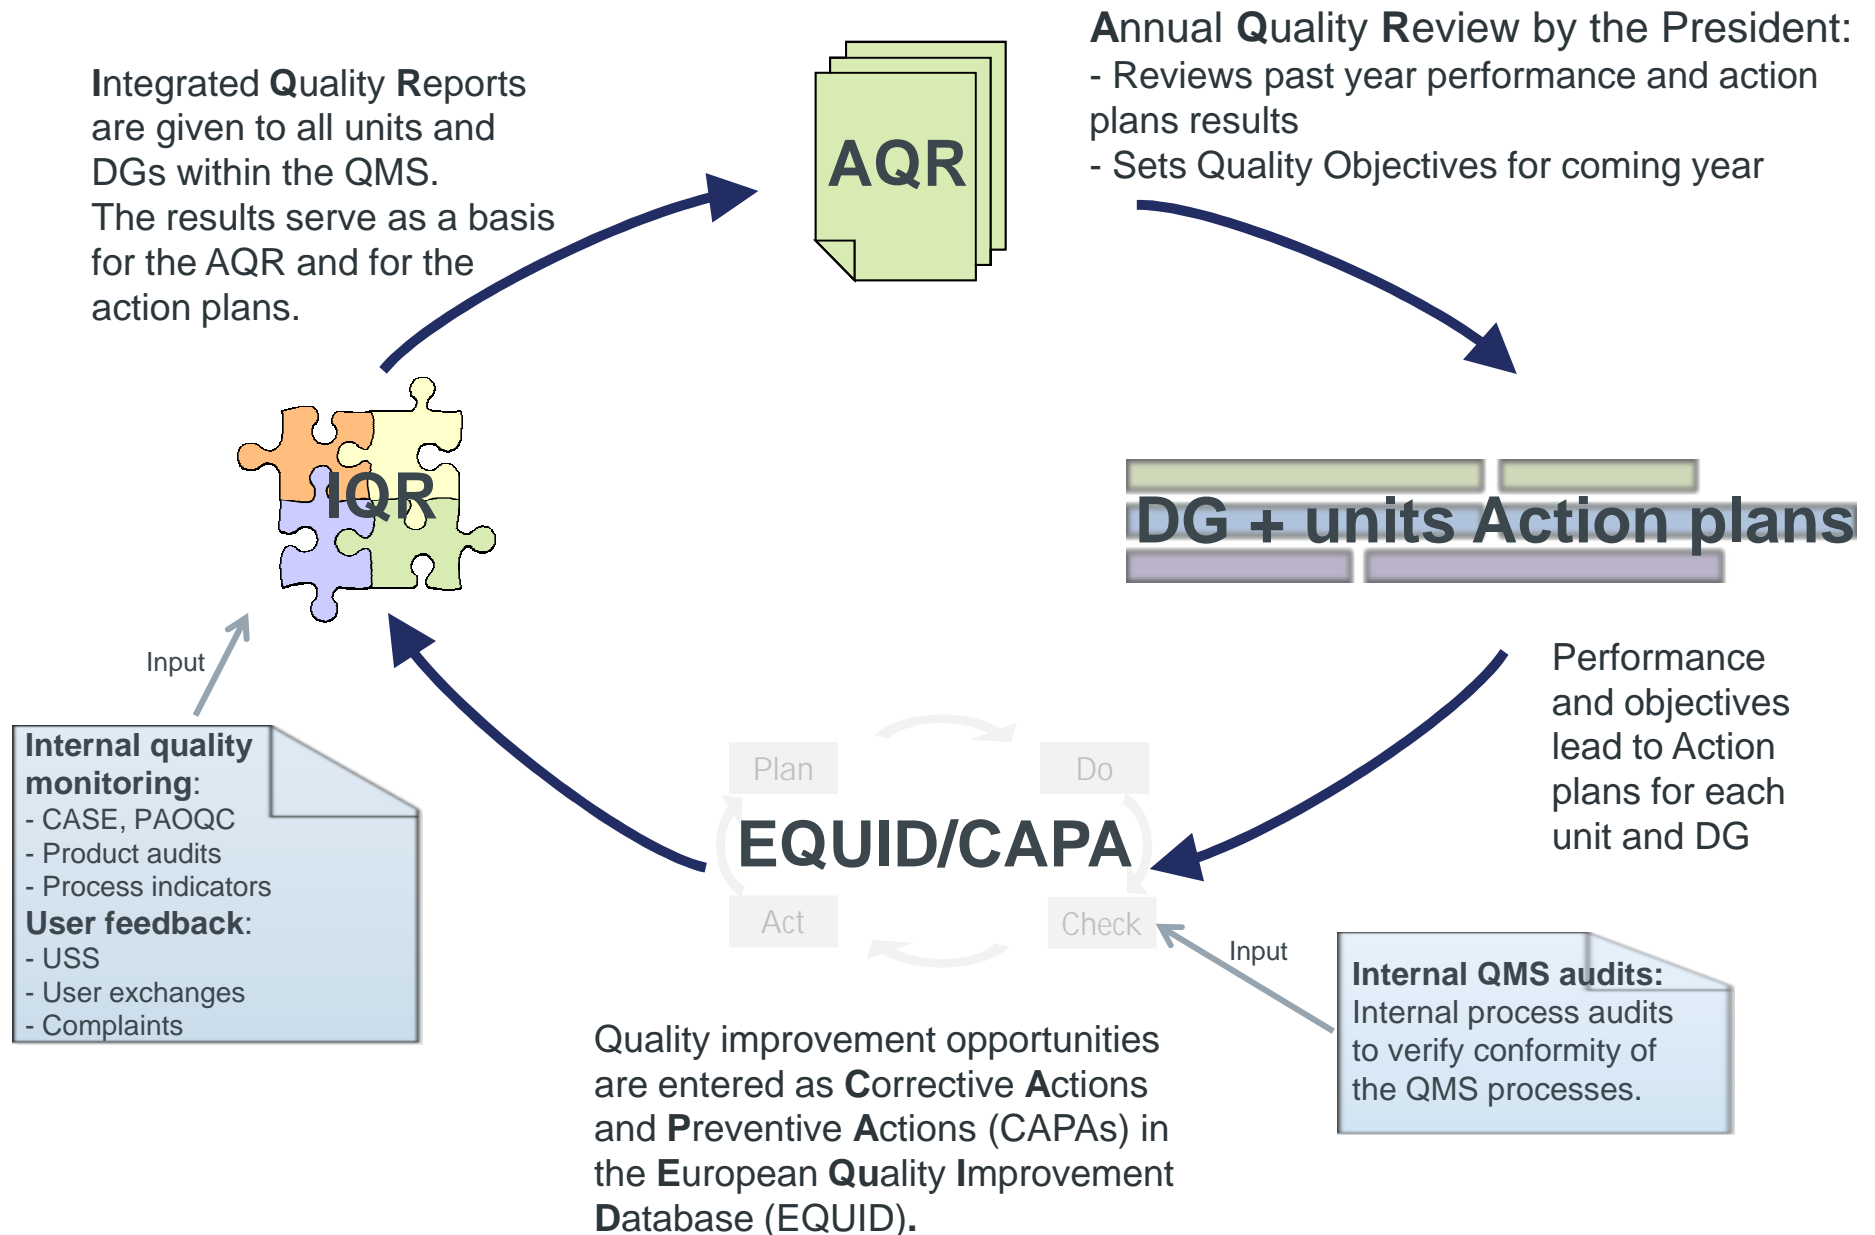 Integrated Quality Reports
are given to all units and
DGs within the QMS.
The results serve as a basis
for the AQR and for the
action plans.
AQR
Annual Quality Review by the President:
- Reviews past year performance and action
plans results
- Sets Quality Objectives for coming year
IQR
DG + units Action plans
Input
Internal quality
monitoring:
- CASE, PAOQC
- Product audits
- Process indicators
User feedback:
- USS
- User exchanges
- Complaints
Plan
Do
EQUID/CAPA
Act
Check
Performance
and objectives
lead to Action
plans for each
unit and DG
Input
Internal QMS audits:
Internal process audits
to verify conformity of
the QMS processes.
Quality improvement opportunities
are entered as Corrective Actions
and Preventive Actions (CAPAs) in
the European Quality Improvement
Database (EQUID).